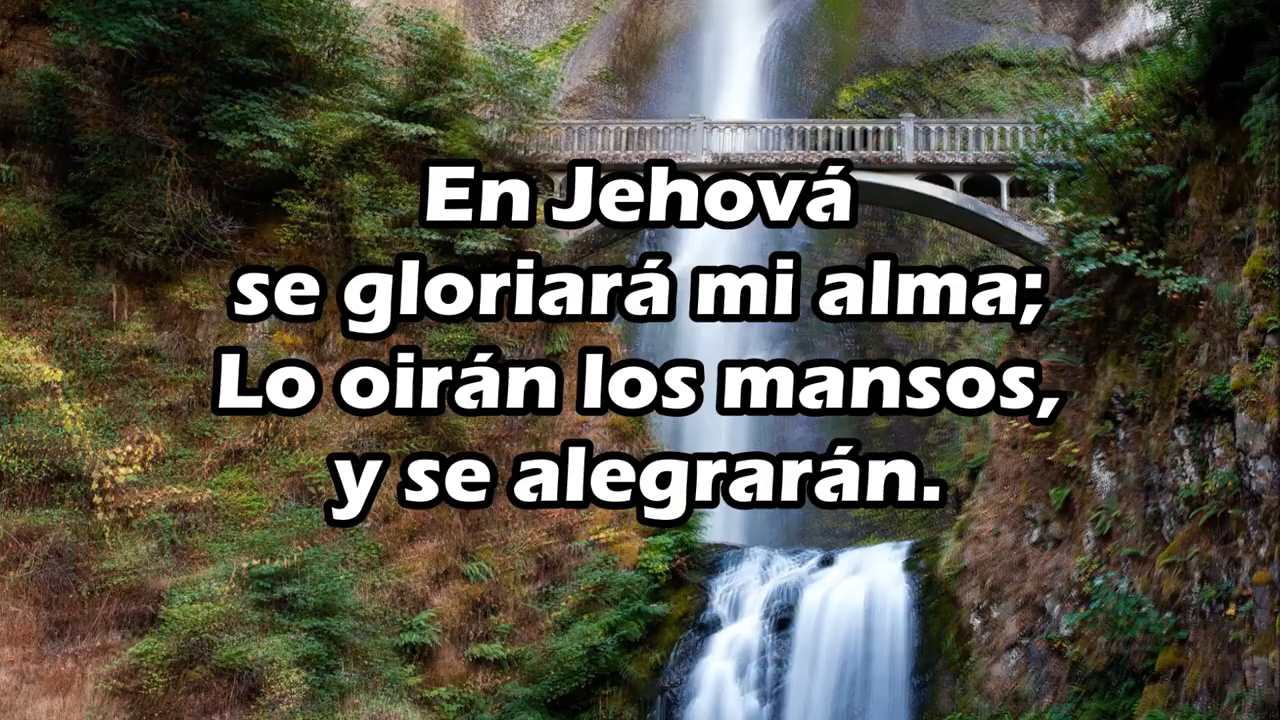 En Jehová
se gloriará mi alma;
Lo oirán los mansos,
y se alegrarán.